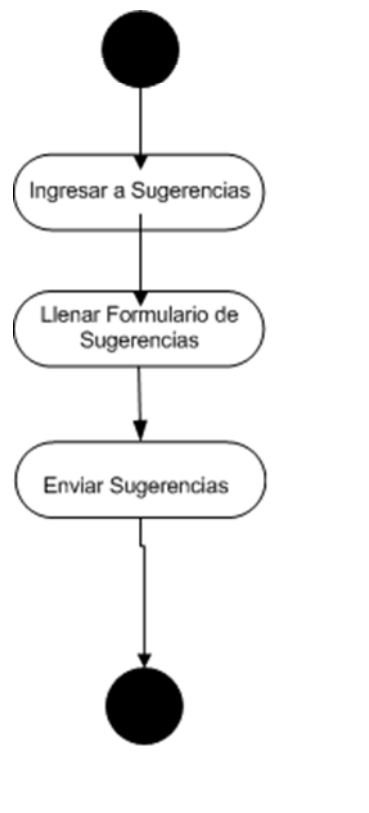 Ingresar a Sugerencias
Llenar Formulario de
Sugerencias
Enviar Sugerencias